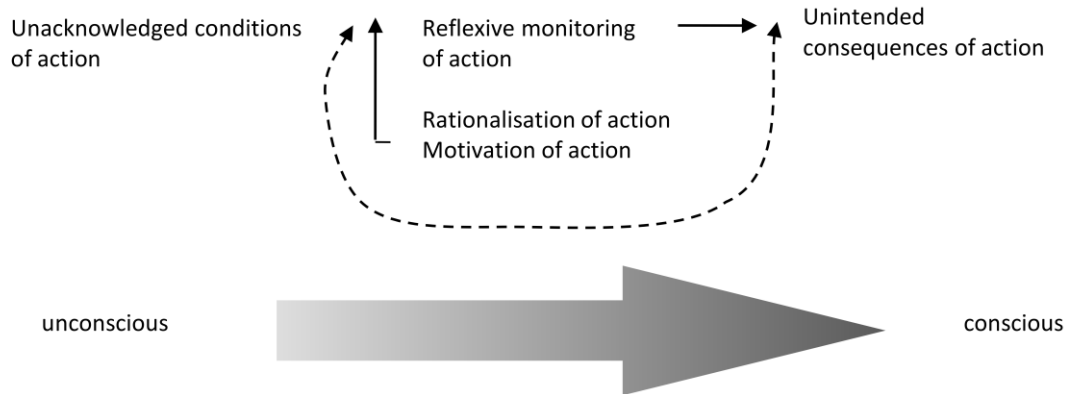 Unacknowledged conditions
of action
Reflexive monitoring
of action
Unintended
consequences of action
Rationalisation of action
Motivation of action
unconscious
conscious